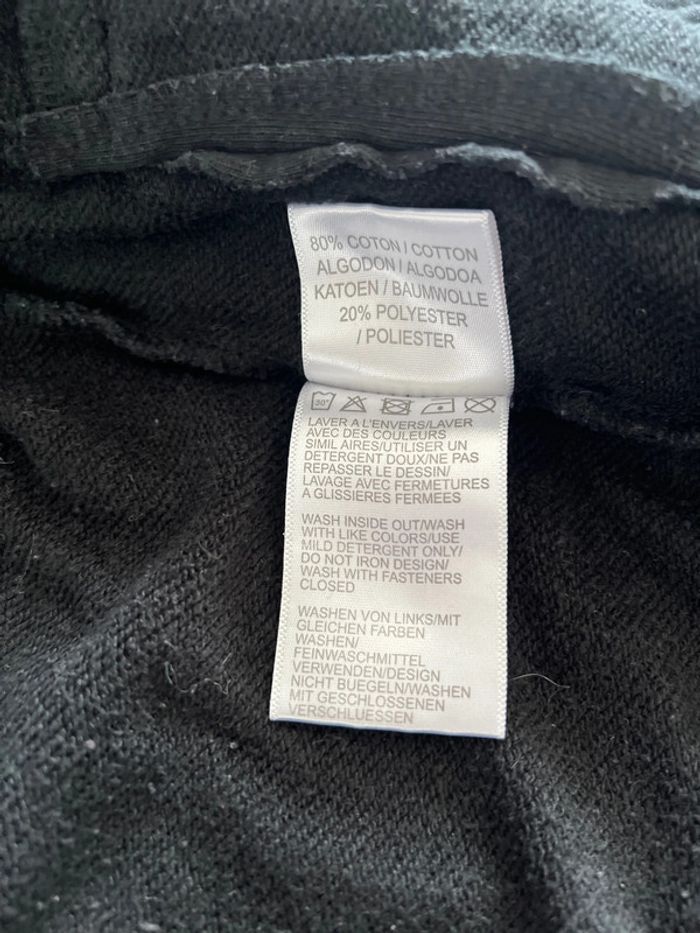 80% COTON / COTTON
ALGODON / ALGODOA
KATOEN / BAUMWOLLE
20% POLYESTER
/ POLIESTER
30°
LAVER A L'ENVERS/LAVER
AVEC DES COULEURS
SIMIL AIRES/UTILISER UN
DETERGENT DOUX/NE PAS
REPASSER LE DESSIN/
LAVAGE AVEC FERMETURES
A GLISSIERES FERMEES
WASH INSIDE OUT/WASH
WITH LIKE COLORS/USE
MILD DETERGENT ONLY/
DO NOT IRON DESIGN/
WASH WITH FASTENERS
CLOSED
WASHEN VON LINKS/MIT
GLEICHEN FARBEN
WASHEN/
FEINWASCHMITTEL
VERWENDEN/DESIGN
NICHT BUEGELN/WASHEN
MIT GESCHLOSSENEN
VERSCHLUESSEN